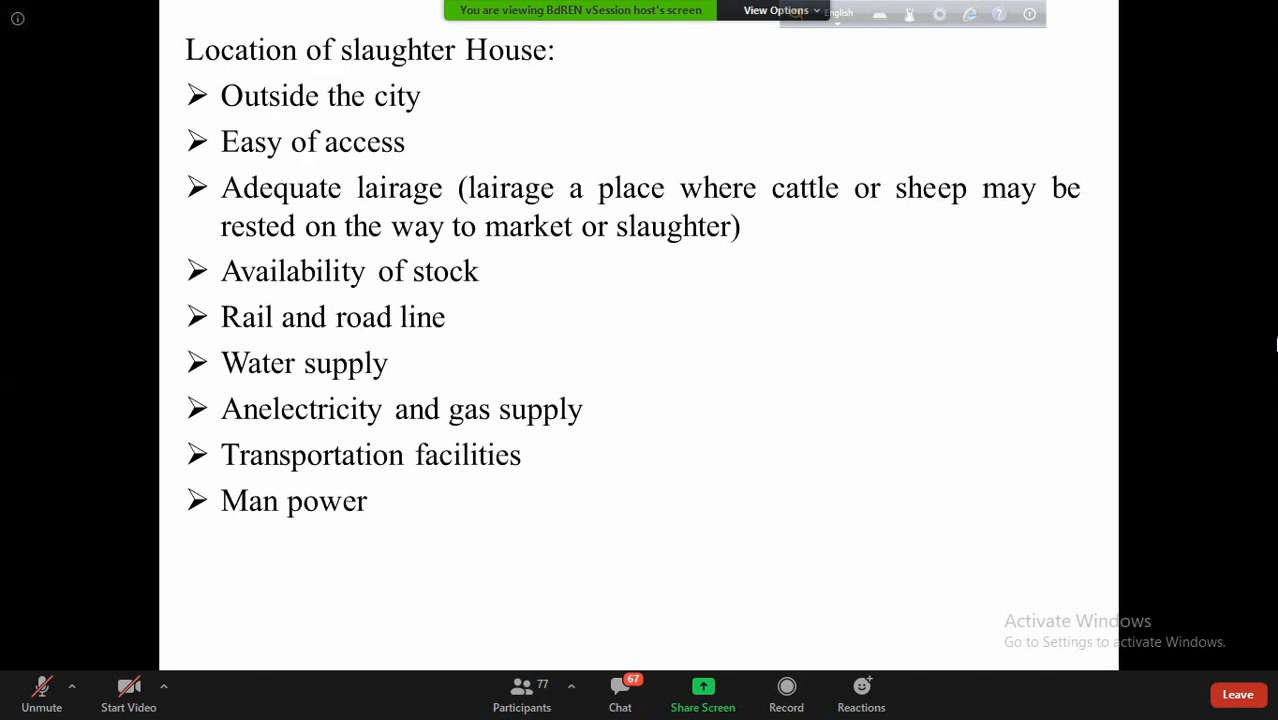 You are viewing BdREN vSession host's screen View Options
English
Location of slaughter House:
➢ Outside the city
➢ Easy of access
➢ Adequate lairage (lairage a place where cattle or sheep may be
rested on the way to market or slaughter)
➢ Availability of stock
➢ Rail and road line
➢ Water supply
➢ Anelectricity and gas supply
➢ Transportation facilities
➢ Man power
Activate Windows
Go to Settings to activate Windows.
77 67
Unmute Start Video Participants Chat Share Screen Record Reactions Leave